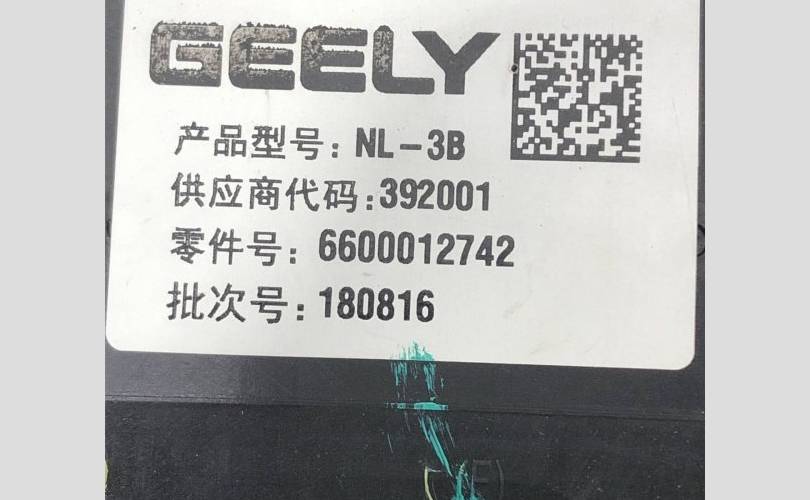 GEELY
产品型号: NL-3B
供应商代码:392001
零件号: 6600012742
批次号:180816